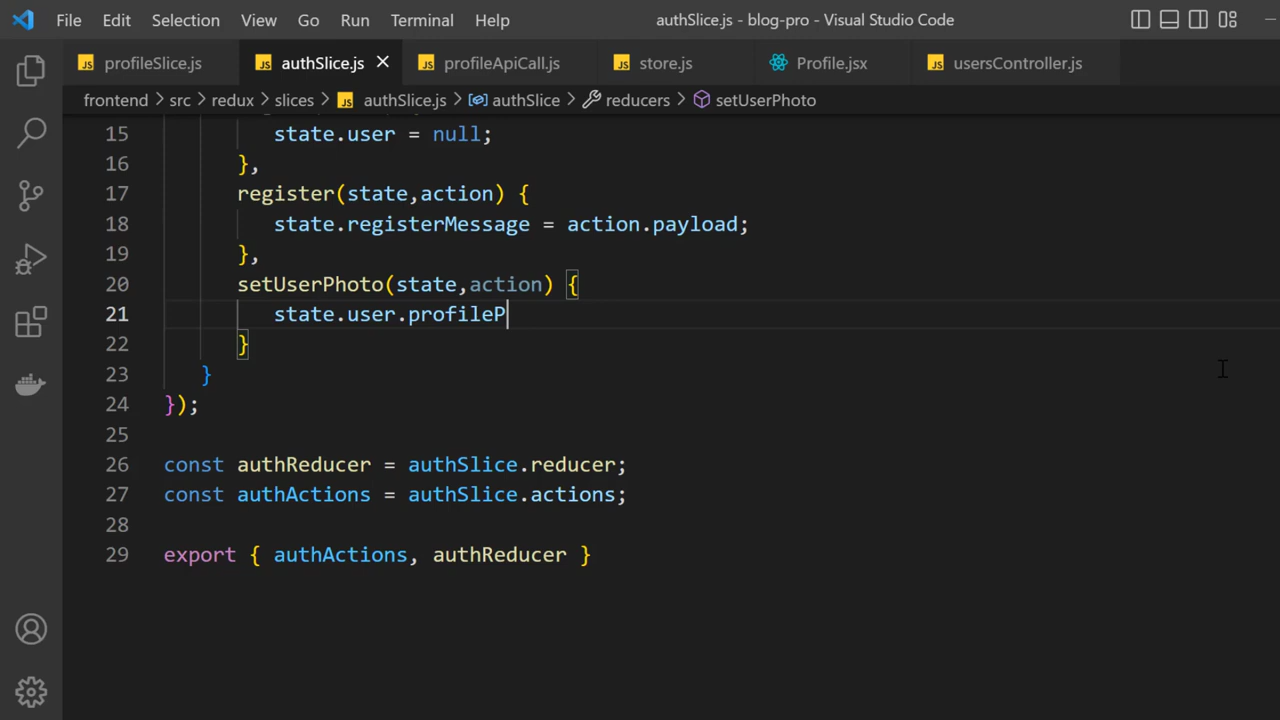 File Edit Selection View Go Run Terminal Help authSlice.js - blog-pro - Visual Studio Code
JS profileSlice.js JS authSlice.js JS profileApiCall.js JS store.js Profile.jsx JS usersController.js
frontend > src > redux > slices > JS authSlice.js > authSlice > reducers > setUserPhoto
15 state.user = null;
16 },
17 register(state,action) {
18 state.registerMessage = action.payload;
19 },
20 setUserPhoto(state,action) {
21 state.user.profileP
22 }
23 }
24 });
25
26 const authReducer = authSlice.reducer;
27 const authActions = authSlice.actions;
28
29 export { authActions, authReducer }